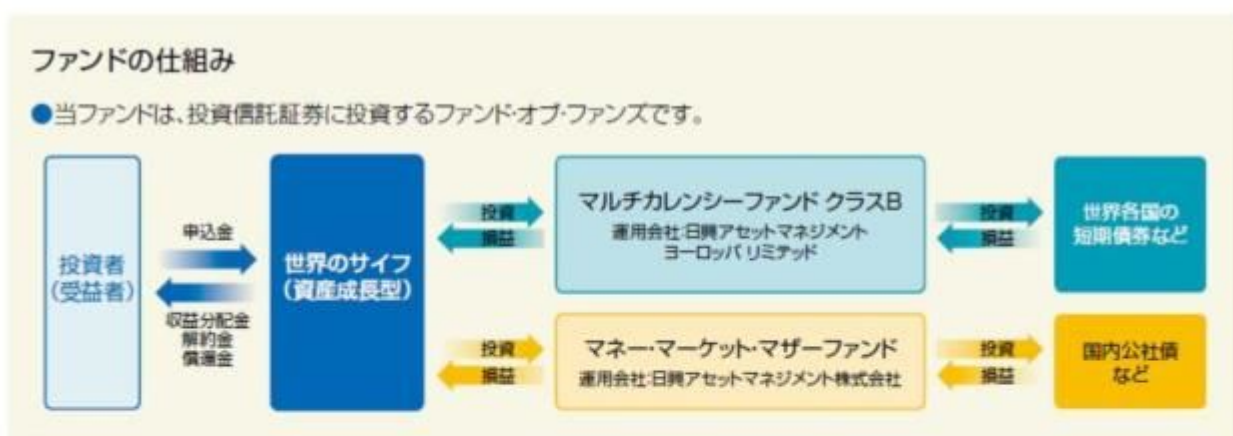 ファンドの仕組み
●当ファンドは、投資信託証券に投資するファンド・オブ・ファンズです。
投資者
(受益者)
申込金
収益分配金
解約金
償還金
世界のサイフ
(資産成長型)
投資
損益
マルチカレンシーファンド クラスB
運用会社:日興アセットマネジメント
ヨーロッパ リミテッド
投資
損益
世界各国の
短期債券など
投資
損益
マネー・マーケット・マザーファンド
運用会社:日興アセットマネジメント株式会社
投資
損益
国内公社債
など